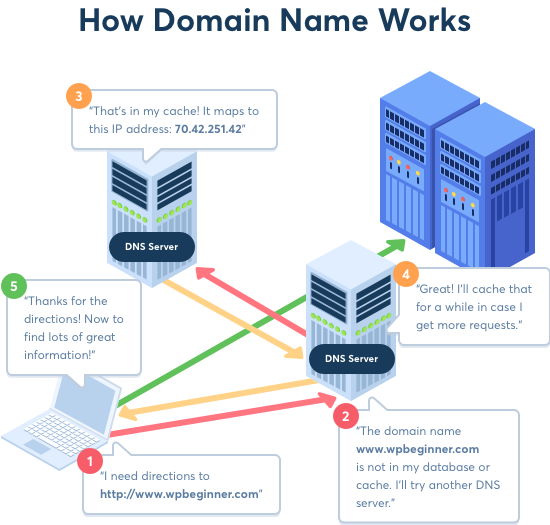 How Domain Name Works
3
"That's in my cache! It maps to
this IP address: 70.42.251.42"
DNS Server
5
"Thanks for the
directions! Now to
find lots of great
information!"
4
"Great! I'll cache that
for a while in case I
get more requests."
DNS Server
2
"The domain name
www.wpbeginner.com
is not in my database or
cache. I'll try another DNS
server."
1
"I need directions to
http://www.wpbeginner.com"